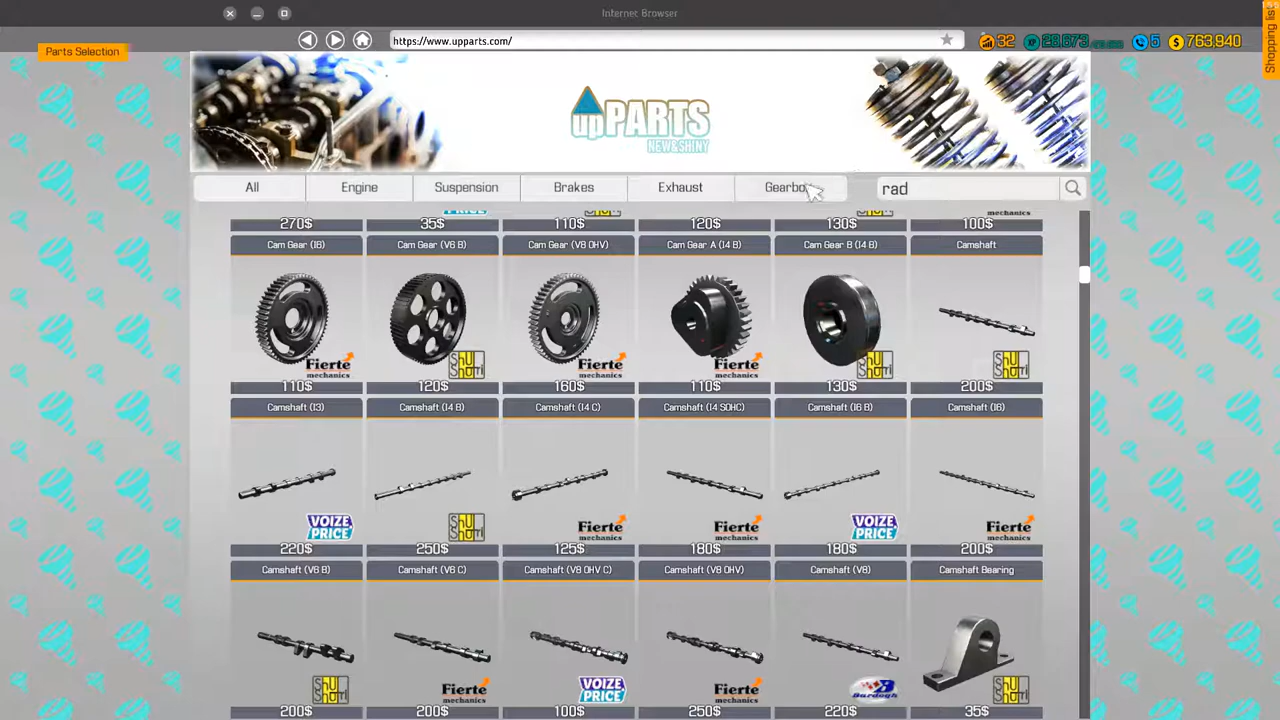 Internet Browser
Parts Selection
https://www.upparts.com/
32
5
763,940
Shopping list
upPARTS
NEW&SHINY
All
Engine
Suspension
Brakes
Exhaust
rad
270$
35$
110$
120$
130$
100$
mechanics
Cam Gear (I6)
Cam Gear (V6 B)
Cam Gear (V8 OHV)
Cam Gear A (I4 B)
Cam Gear B (I4 B)
Camshaft
Fierte mechanics
Shu Shu Tri
Fierte mechanics
Fierte mechanics
110$
120$
160$
110$
130$
200$
Camshaft (I3)
Camshaft (I4 B)
Camshaft (I4 C)
Camshaft (I4 SOHC)
Camshaft (I6 B)
Camshaft (I6)
VOIZE PRICE
Fierte mechanics
Fierte mechanics
VOIZE PRICE
Fierte mechanics
220$
250$
125$
180$
180$
200$
Camshaft (V6 B)
Camshaft (V6 C)
Camshaft (V8 OHV C)
Camshaft (V8 OHV)
Camshaft (V8)
Camshaft Bearing
Fierte mechanics
VOIZE PRICE
Fierte mechanics
200$
200$
100$
250$
220$
35$